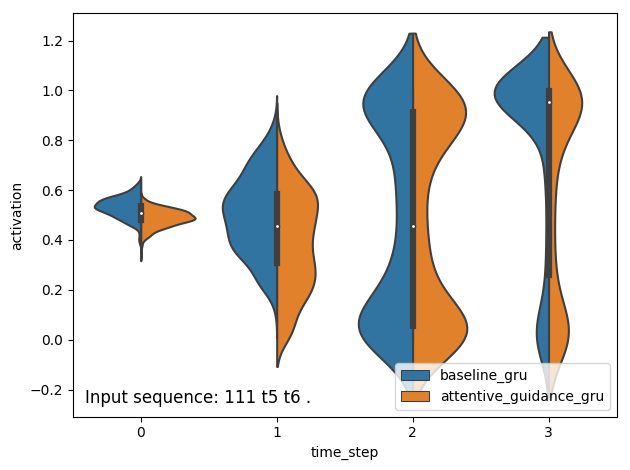 1.2
1.0
0.8
0.6
0.4
0.2
0.0
−0.2
activation
Input sequence: 111 t5 t6 .
baseline_gru
attentive_guidance_gru
0 1 2 3
time_step